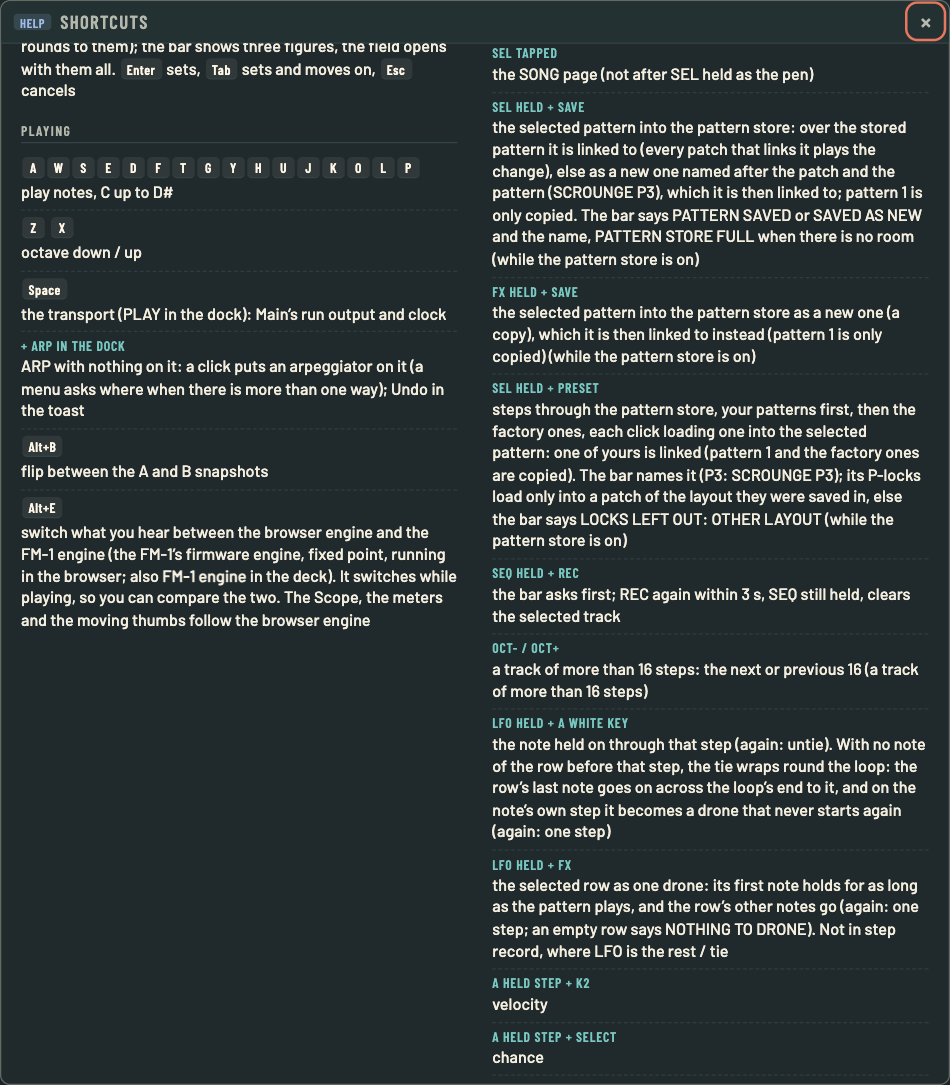 HELP SHORTCUTS ×
rounds to them); the bar shows three figures, the field opens
with them all. Enter sets, Tab sets and moves on, Esc
cancels
PLAYING
A W S E D F T G Y H U J K O L P
play notes, C up to D#
Z X
octave down / up
Space
the transport (PLAY in the dock): Main's run output and clock
+ ARP IN THE DOCK
ARP with nothing on it: a click puts an arpeggiator on it (a
menu asks where when there is more than one way); Undo in
the toast
Alt+B
flip between the A and B snapshots
Alt+E
switch what you hear between the browser engine and the
FM-1 engine (the FM-1's firmware engine, fixed point, running
in the browser; also FM-1 engine in the deck). It switches while
playing, so you can compare the two. The Scope, the meters
and the moving thumbs follow the browser engine
SEL TAPPED
the SONG page (not after SEL held as the pen)
SEL HELD + SAVE
the selected pattern into the pattern store: over the stored
pattern it is linked to (every patch that links it plays the
change), else as a new one named after the patch and the
pattern (SCROUNGE P3), which it is then linked to; pattern 1 is
only copied. The bar says PATTERN SAVED or SAVED AS NEW
and the name, PATTERN STORE FULL when there is no room
(while the pattern store is on)
FX HELD + SAVE
the selected pattern into the pattern store as a new one (a
copy), which it is then linked to instead (pattern 1 is only
copied) (while the pattern store is on)
SEL HELD + PRESET
steps through the pattern store, your patterns first, then the
factory ones, each click loading one into the selected
pattern: one of yours is linked (pattern 1 and the factory ones
are copied). The bar names it (P3: SCROUNGE P3); its P-locks
load only into a patch of the layout they were saved in, else
the bar says LOCKS LEFT OUT: OTHER LAYOUT (while the
pattern store is on)
SEQ HELD + REC
the bar asks first; REC again within 3 s, SEQ still held, clears
the selected track
OCT- / OCT+
a track of more than 16 steps: the next or previous 16 (a track
of more than 16 steps)
LFO HELD + A WHITE KEY
the note held on through that step (again: untie). With no note
of the row before that step, the tie wraps round the loop: the
row's last note goes on across the loop's end to it, and on the
note's own step it becomes a drone that never starts again
(again: one step)
LFO HELD + FX
the selected row as one drone: its first note holds for as long
as the pattern plays, and the row's other notes go (again: one
step; an empty row says NOTHING TO DRONE). Not in step
record, where LFO is the rest / tie
A HELD STEP + K2
velocity
A HELD STEP + SELECT
chance